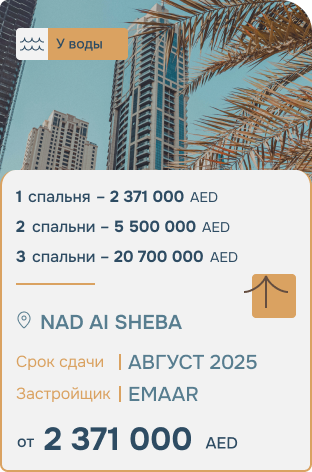 У воды
1 спальня – 2 371 000 AED
2 спальни – 5 500 000 AED
3 спальни – 20 700 000 AED
NAD Al SHEBA
Срок сдачи | АВГУСТ 2025
Застройщик | EMAAR
от 2 371 000 AED